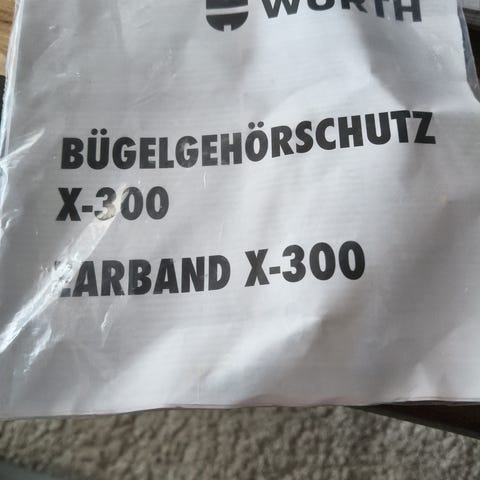 WÜRTH
BÜGELGEHÖRSCHUTZ
X-300
EARBAND X-300